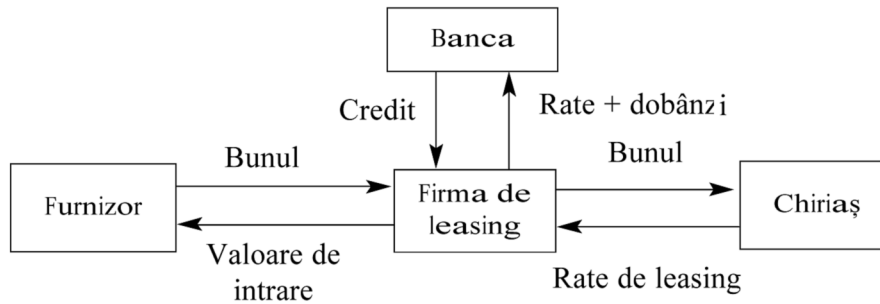 Banca
Credit
Rate + dobânzi
Bunul
Bunul
Furnizor
Firma de
leasing
Chiriaș
Valoare de
intrare
Rate de leasing